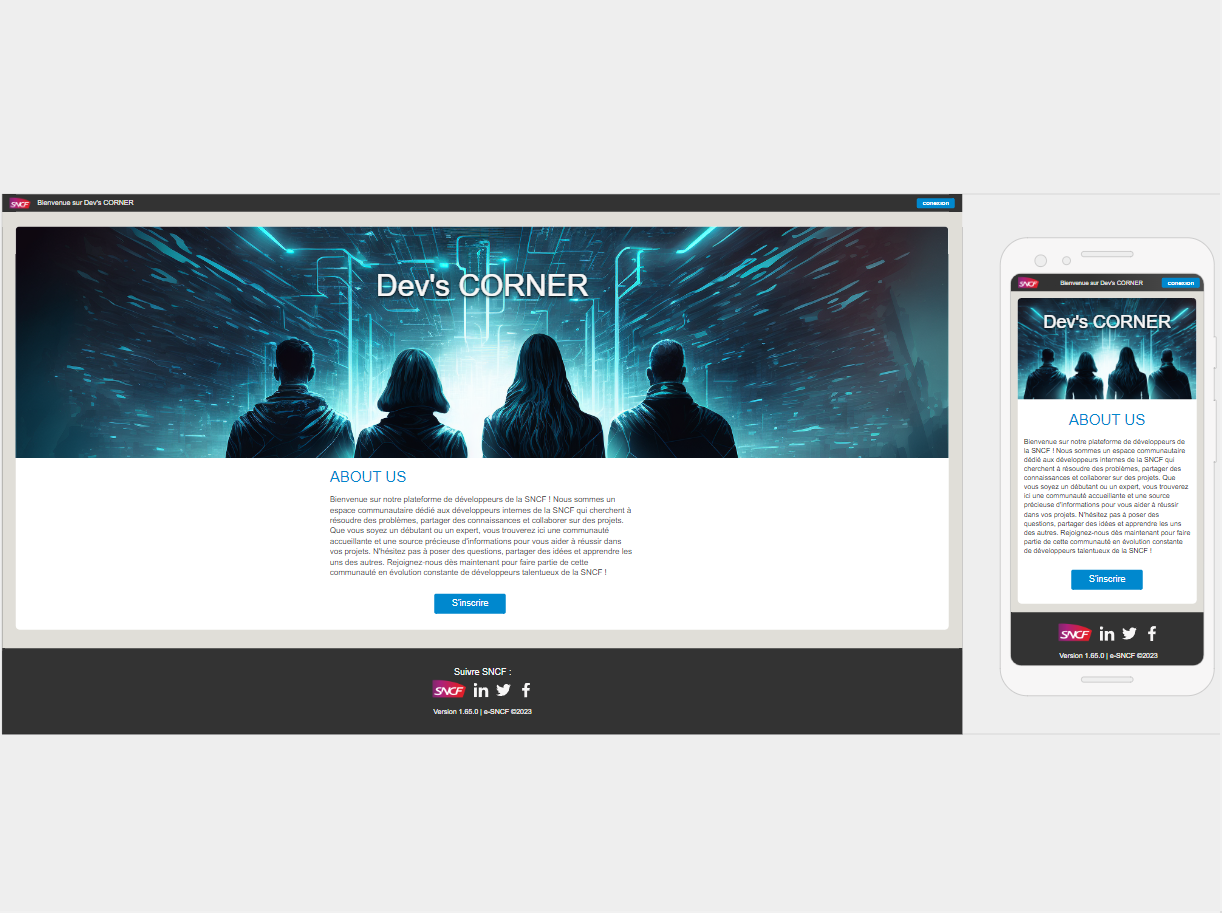 SNCF Bienvenue sur Dev's CORNER conexion
Dev's CORNER
ABOUT US
Bienvenue sur notre plateforme de développeurs de la SNCF ! Nous sommes un
espace communautaire dédié aux développeurs internes de la SNCF qui cherchent à
résoudre des problèmes, partager des connaissances et collaborer sur des projets.
Que vous soyez un débutant ou un expert, vous trouverez ici une communauté
accueillante et une source précieuse d'informations pour vous aider à réussir dans
vos projets. N'hésitez pas à poser des questions, partager des idées et apprendre les
uns des autres. Rejoignez-nous dès maintenant pour faire partie de cette
communauté en évolution constante de développeurs talentueux de la SNCF !
S'inscrire
Suivre SNCF :
SNCF in f
Version 1.65.0 | e-SNCF ©2023
SNCF Bienvenue sur Dev's CORNER conexion
Dev's CORNER
ABOUT US
Bienvenue sur notre plateforme de développeurs de
la SNCF ! Nous sommes un espace communautaire
dédié aux développeurs internes de la SNCF qui
cherchent à résoudre des problèmes, partager des
connaissances et collaborer sur des projets. Que
vous soyez un débutant ou un expert, vous trouverez
ici une communauté accueillante et une source
précieuse d'informations pour vous aider à réussir
dans vos projets. N'hésitez pas à poser des
questions, partager des idées et apprendre les uns
des autres. Rejoignez-nous dès maintenant pour faire
partie de cette communauté en évolution constante
de développeurs talentueux de la SNCF !
S'inscrire
SNCF in f
Version 1.65.0 | e-SNCF ©2023